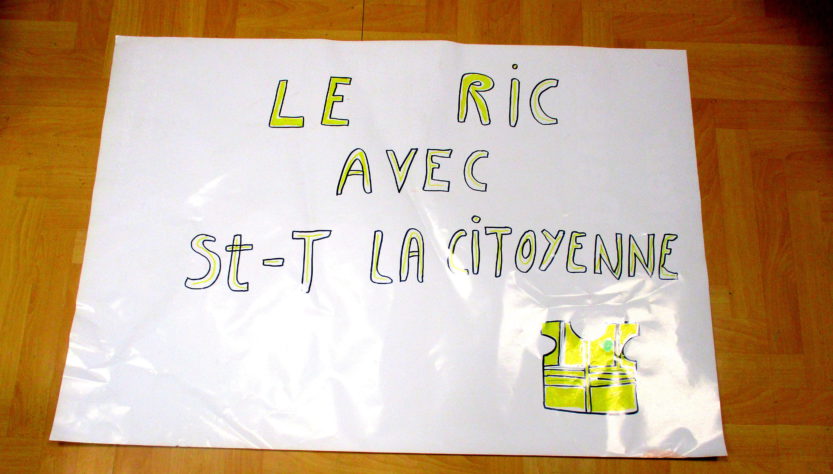 LE RiC
AVEC
St-T LA CiTOYENNE